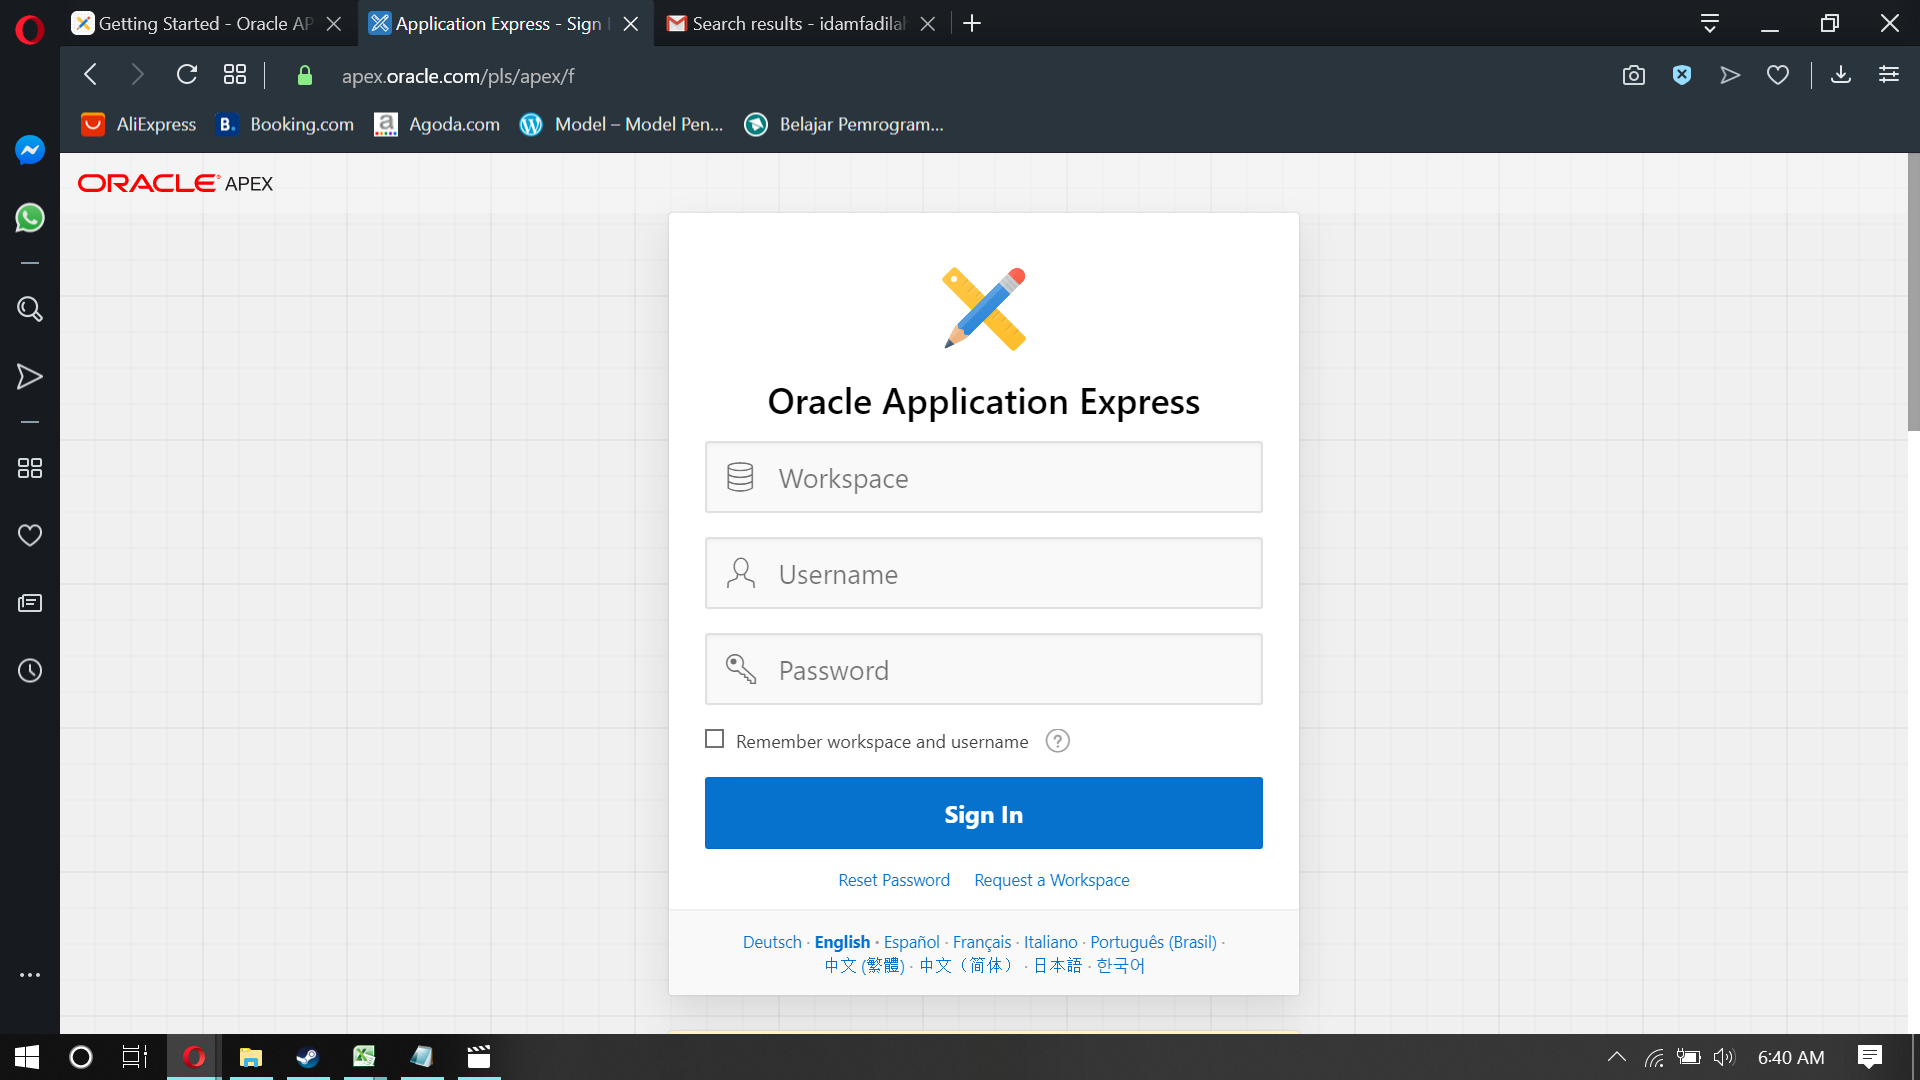 Getting Started - Oracle AP
Application Express - Sign
Search results - idamfadilah
apex.oracle.com/pls/apex/f
AliExpress
B. Booking.com
a Agoda.com
Model – Model Pen...
Belajar Pemrogram...
ORACLE APEX
Oracle Application Express
Workspace
Username
Password
Remember workspace and username ?
Sign In
Reset Password Request a Workspace
Deutsch · English · Español · Français · Italiano · Português (Brasil) ·
中文 (繁體) · 中文（简体） · 日本語 · 한국어
6:40 AM